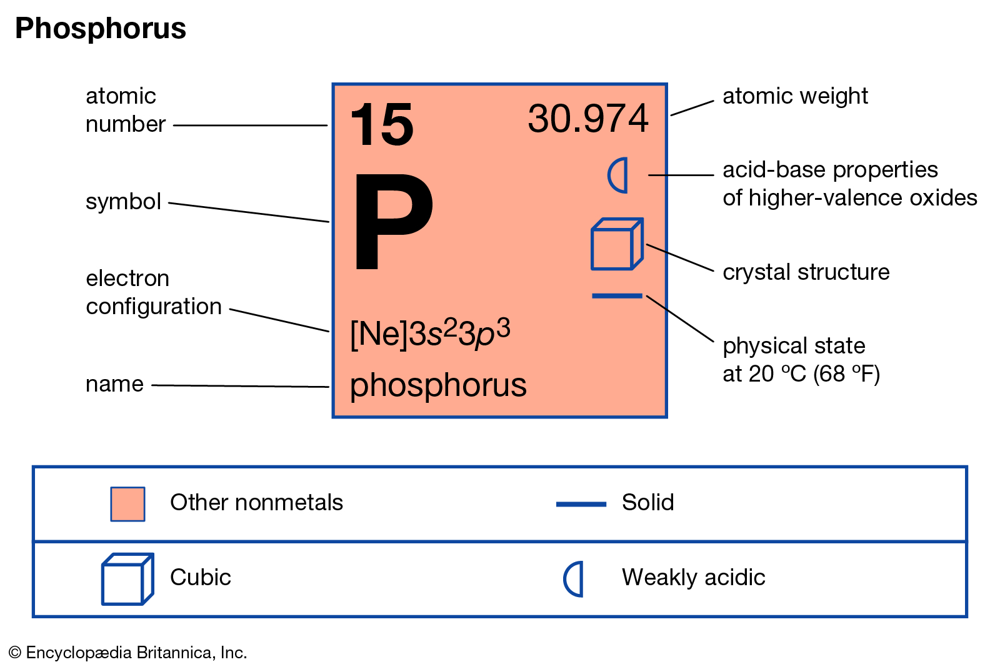 Phosphorus
atomic
number
symbol
electron
configuration
name
15
30.974
P
[Ne]3s²3p³
phosphorus
atomic weight
acid-base properties
of higher-valence oxides
crystal structure
physical state
at 20 ºC (68 ºF)
Other nonmetals
Solid
Cubic
Weakly acidic
© Encyclopædia Britannica, Inc.